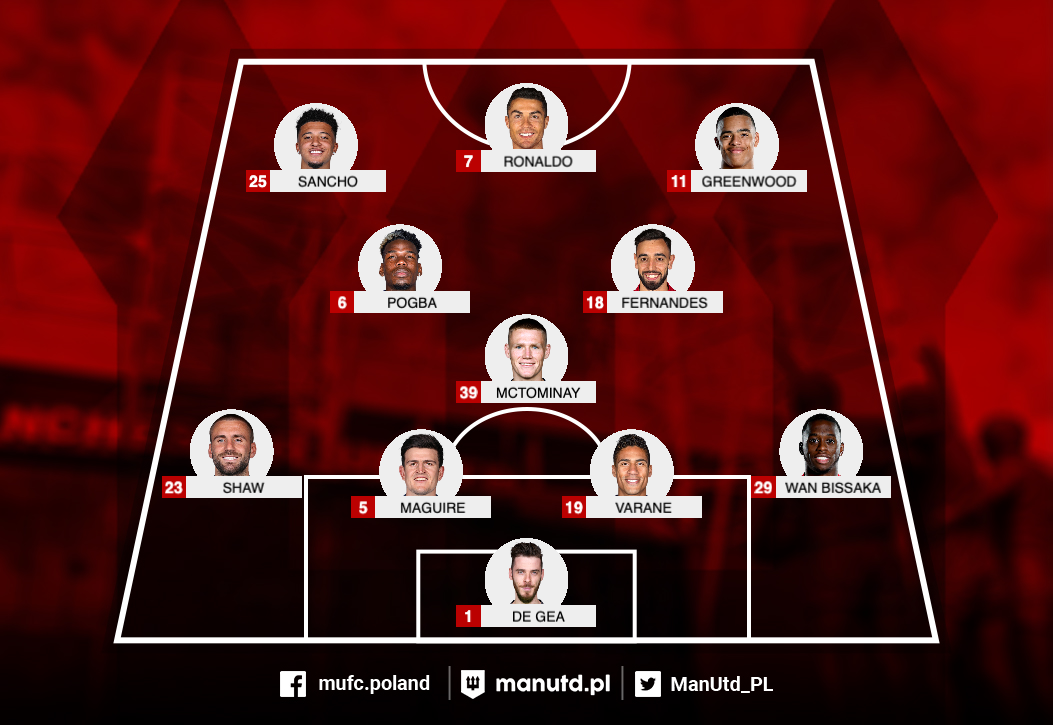 7 RONALDO
25 SANCHO
11 GREENWOOD
6 POGBA
18 FERNANDES
39 MCTOMINAY
23 SHAW
29 WAN BISSAKA
5 MAGUIRE
19 VARANE
1 DE GEA
mufc.poland manutd.pl ManUtd_PL